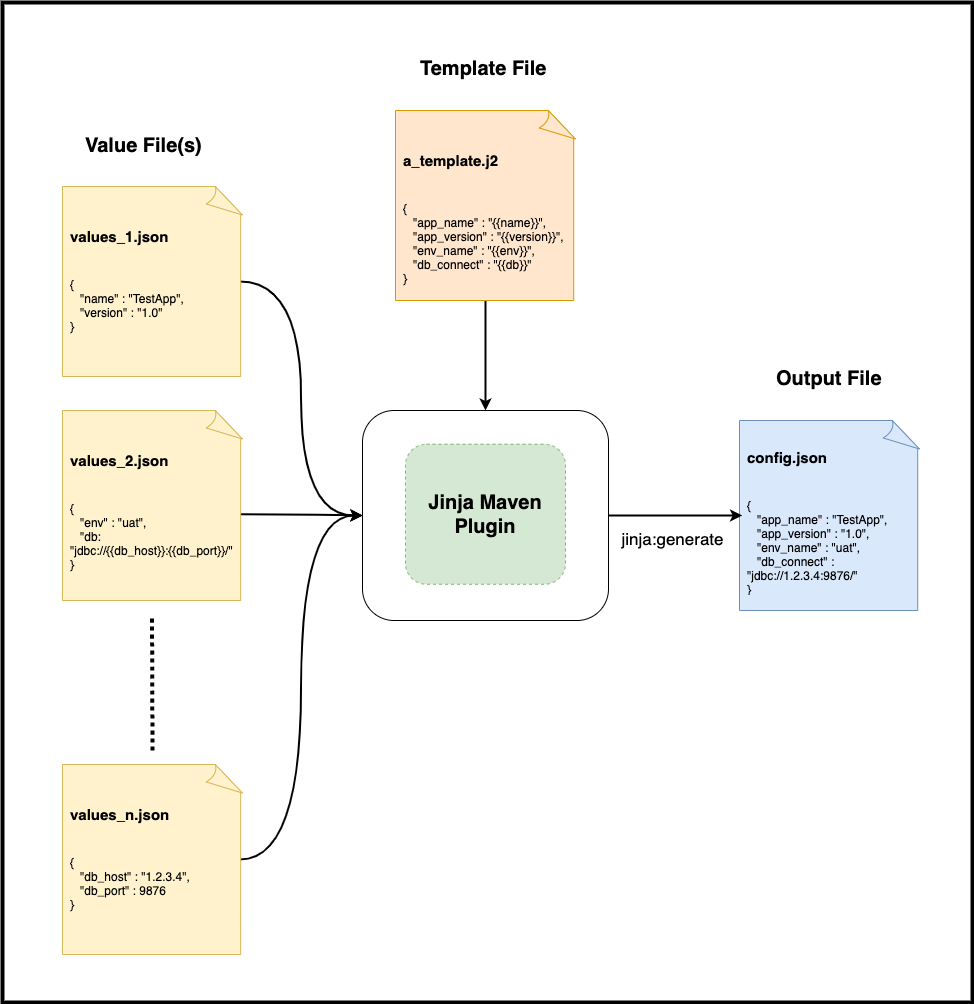 Template File
a_template.j2
{
"app_name" : "{{name}}",
"app_version" : "{{version}}",
"env_name" : "{{env}}",
"db_connect" : "{{db}}"
}
Value File(s)
values_1.json
{
"name" : "TestApp",
"version" : "1.0"
}
values_2.json
{
"env" : "uat",
"db:
"jdbc://{{db_host}}:{{db_port}}/"
}
values_n.json
{
"db_host" : "1.2.3.4",
"db_port" : 9876
}
Jinja Maven
Plugin
jinja:generate
Output File
config.json
{
"app_name" : "TestApp",
"app_version" : "1.0",
"env_name" : "uat",
"db_connect" :
"jdbc://1.2.3.4:9876/"
}